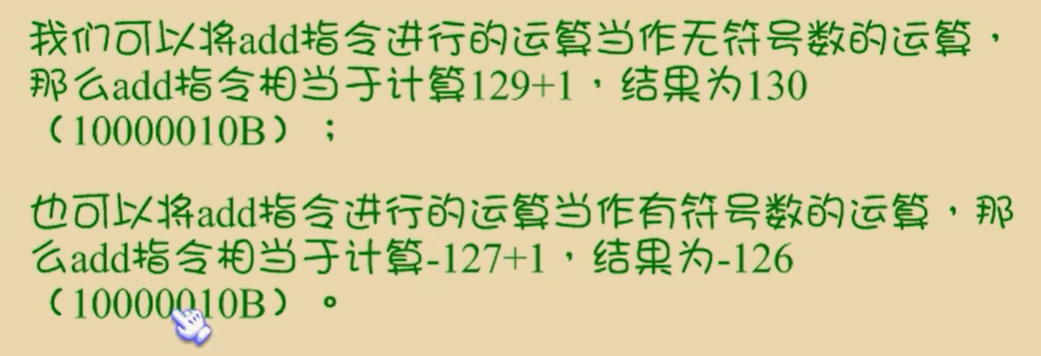 我们可以将add指令进行的运算当作无符号数的运算，
那么add指令相当于计算129+1，结果为130
（10000010B）；
也可以将add指令进行的运算当作有符号数的运算，那
么add指令相当于计算-127+1，结果为-126
（10000010B）。